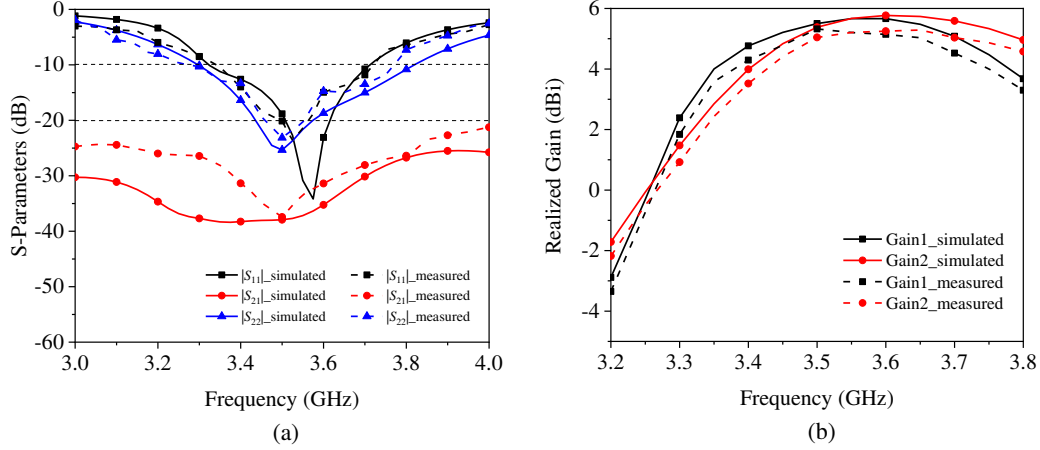 0
-10
-20
-30
-40
-50
-60
S-Parameters (dB)
|S11|_simulated
|S21|_simulated
|S22|_simulated
|S11|_measured
|S21|_measured
|S22|_measured
3.0 3.2 3.4 3.6 3.8 4.0
Frequency (GHz)
(a)
6
4
2
0
-2
-4
Realized Gain (dBi)
Gain1_simulated
Gain2_simulated
Gain1_measured
Gain2_measured
3.2 3.3 3.4 3.5 3.6 3.7 3.8
Frequency (GHz)
(b)